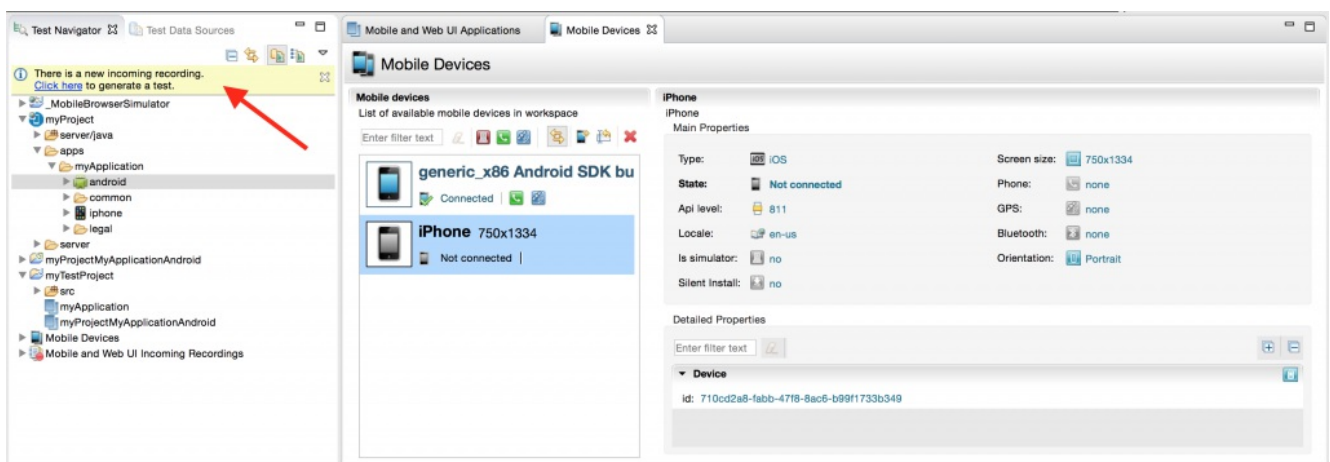 Test Navigator
Test Data Sources
There is a new incoming recording.
Click here to generate a test.
_MobileBrowserSimulator
myProject
server/java
apps
myApplication
android
common
iphone
legal
server
myProjectMyApplicationAndroid
myTestProject
src
myApplication
myProjectMyApplicationAndroid
Mobile Devices
Mobile and Web UI Incoming Recordings
Mobile and Web UI Applications
Mobile Devices
Mobile Devices
Mobile devices
List of available mobile devices in workspace
Enter filter text
generic_x86 Android SDK bu
Connected
iPhone 750x1334
Not connected
iPhone
iPhone
Main Properties
Type: iOS iOS
Screen size: 750x1334
State: Not connected
Phone: none
Api level: 811
GPS: none
Locale: en-us
Bluetooth: none
Is simulator: no
Orientation: Portrait
Silent Install: no
Detailed Properties
Enter filter text
Device
id: 710cd2a8-fabb-47f8-8ac6-b99f1733b349